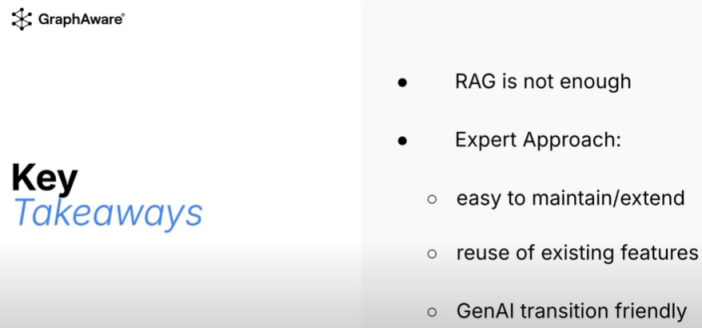 GraphAware®
Key
Takeaways
● RAG is not enough
● Expert Approach:
○ easy to maintain/extend
○ reuse of existing features
○ GenAI transition friendly